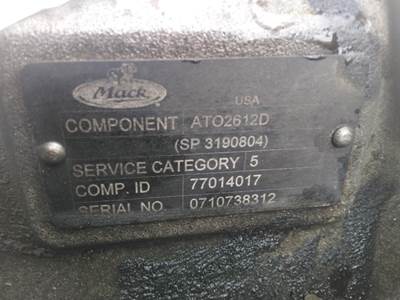 Mack
USA
COMPONENT ATO2612D
(SP 3190804)
SERVICE CATEGORY 5
COMP. ID 77014017
SERIAL NO. 0710738312